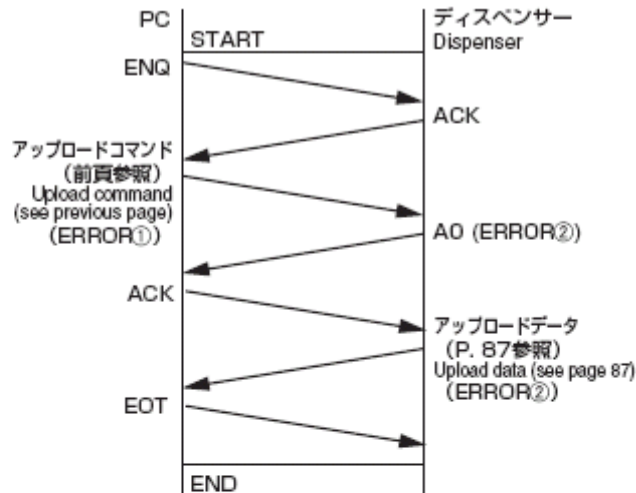 PC
ディスペンサー
START
Dispenser
ENQ
ACK
アップロードコマンド
(前頁参照)
Upload command
(see previous page)
(ERROR①)
A0 (ERROR②)
ACK
アップロードデータ
(P. 87参照)
Upload data (see page 87)
(ERROR②)
EOT
END